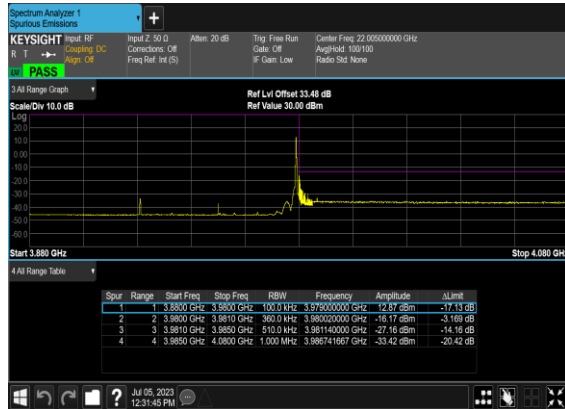 Spectrum Analyzer 1
Spurious Emissions
KEYSIGHT Input: RF Input Z: 50 Ω Atten: 20 dB Trig: Free Run Center Freq: 22.005000000 GHz
R T Coupling: DC Corrections: Off Gate: Off Avg|Hold: 100/100
Align: Off Freq Ref: Int (S) IF Gain: Low Radio Std: None
PASS
3 All Range Graph
Ref Lvl Offset 33.48 dB
Scale/Div 10.0 dB Ref Value 30.00 dBm
Log
20.0
10.0
0.00
-10.0
-20.0
-30.0
-40.0
-50.0
-60.0
Start 3.880 GHz Stop 4.080 GH
4 All Range Table
Spur Range Start Freq Stop Freq RBW Frequency Amplitude ΔLimit
1 1 3.8800 GHz 3.9800 GHz 100.0 kHz 3.979000000 GHz 12.87 dBm -17.13 dB
2 2 3.9800 GHz 3.9810 GHz 360.0 kHz 3.980020000 GHz -16.17 dBm -3.169 dB
3 3 3.9810 GHz 3.9850 GHz 510.0 kHz 3.981140000 GHz -27.16 dBm -14.16 dB
4 4 3.9850 GHz 4.0800 GHz 1.000 MHz 3.986741667 GHz -33.42 dBm -20.42 dB
? Jul 05, 2023
12:31:45 PM